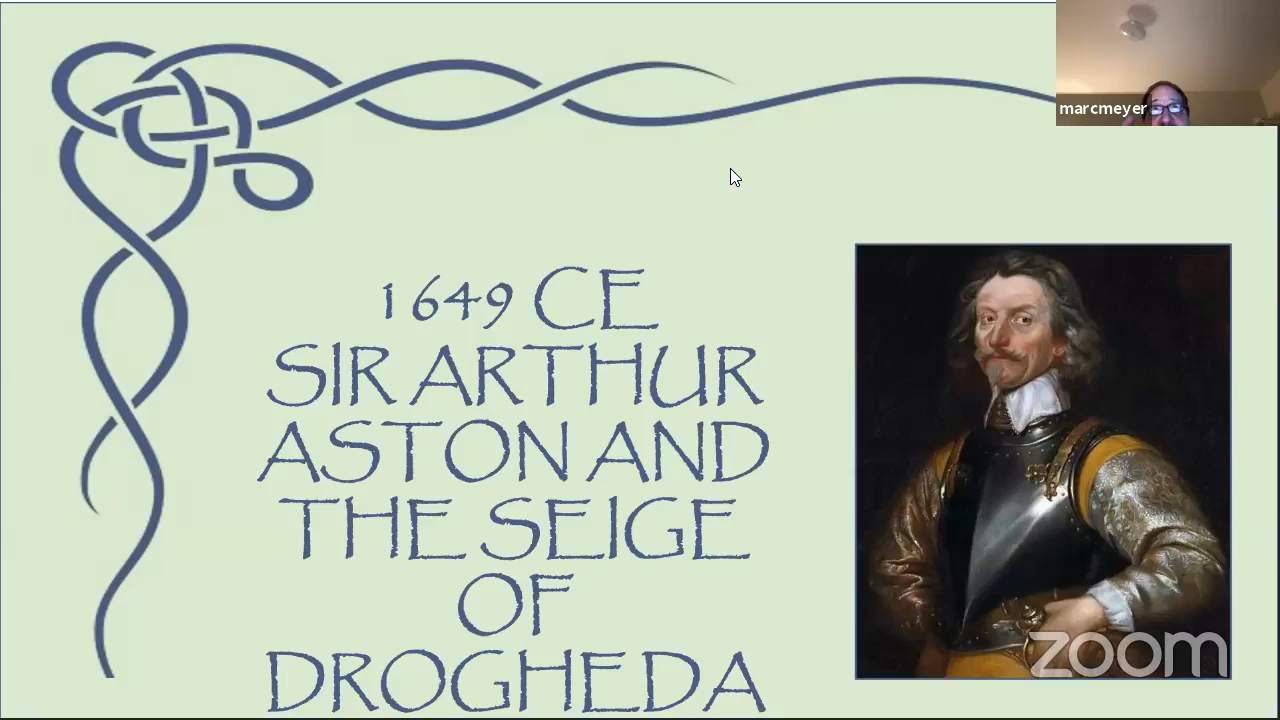 marcmeyer
1649 CE
SIR ARTHUR
ASTON AND
THE SEIGE
OF
DROGHEDA
zoom